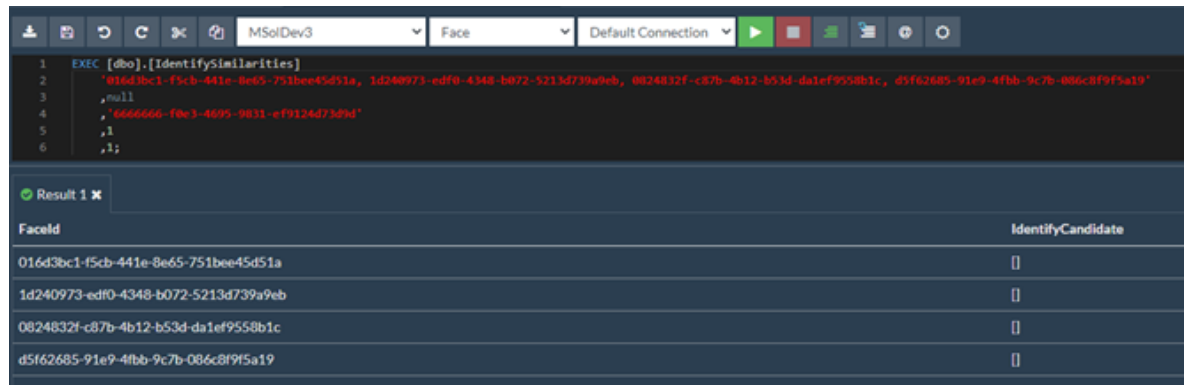 MSolDev3 Face Default Connection
1 EXEC [dbo].[IdentifySimilarities]
2 '016d3bc1-f5cb-441e-8e65-751bee45d51a, 1d240973-edf0-4348-b072-5213d739a9eb, 0824832f-c87b-4b12-b53d-da1ef9558b1c, d5f62685-91e9-4fbb-9c7b-086c8f9f5a19'
3 ,null
4 ,'6666666-f0e3-4695-9831-ef9124d73d9d'
5 ,1
6 ,1;
Result 1
FaceId IdentifyCandidate
016d3bc1-f5cb-441e-8e65-751bee45d51a []
1d240973-edf0-4348-b072-5213d739a9eb []
0824832f-c87b-4b12-b53d-da1ef9558b1c []
d5f62685-91e9-4fbb-9c7b-086c8f9f5a19 []